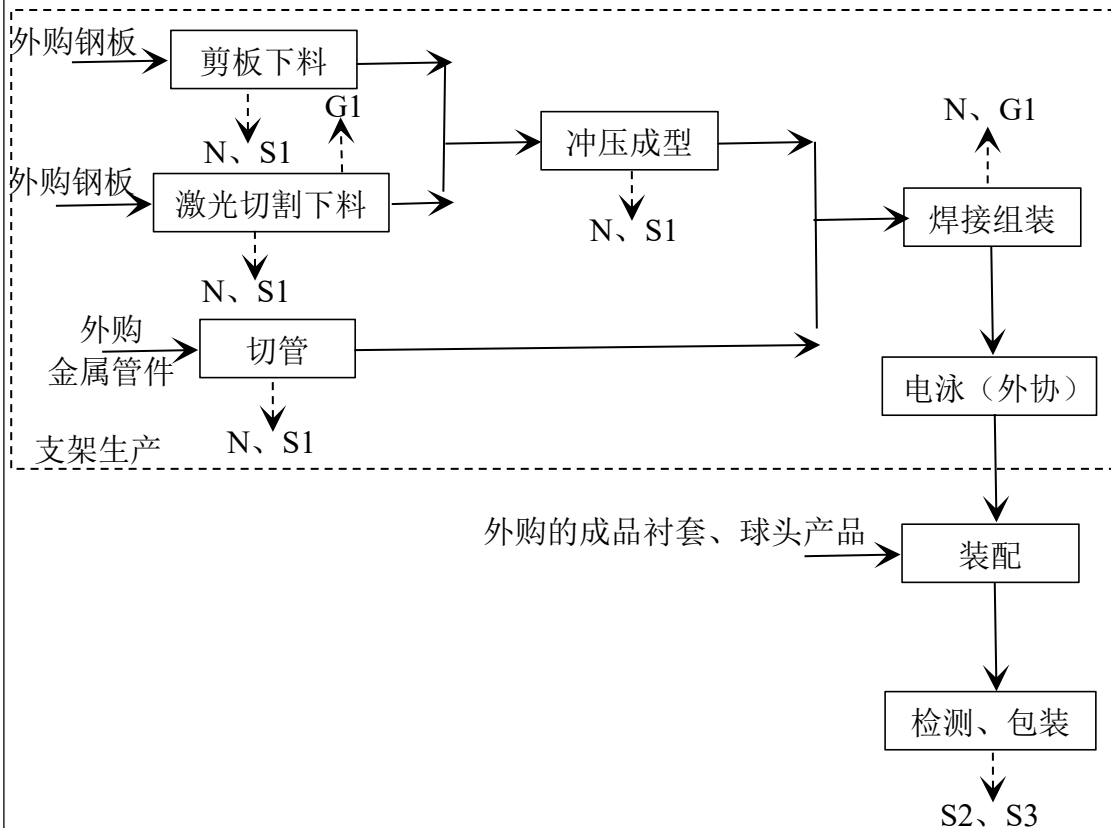 外购钢板
剪板下料
G1
N、S1
外购钢板
激光切割下料
N、S1
冲压成型
N、S1
外购
金属管件
切管
N、S1
N、G1
焊接组装
电泳（外协）
支架生产
外购的成品衬套、球头产品
装配
检测、包装
S2、S3